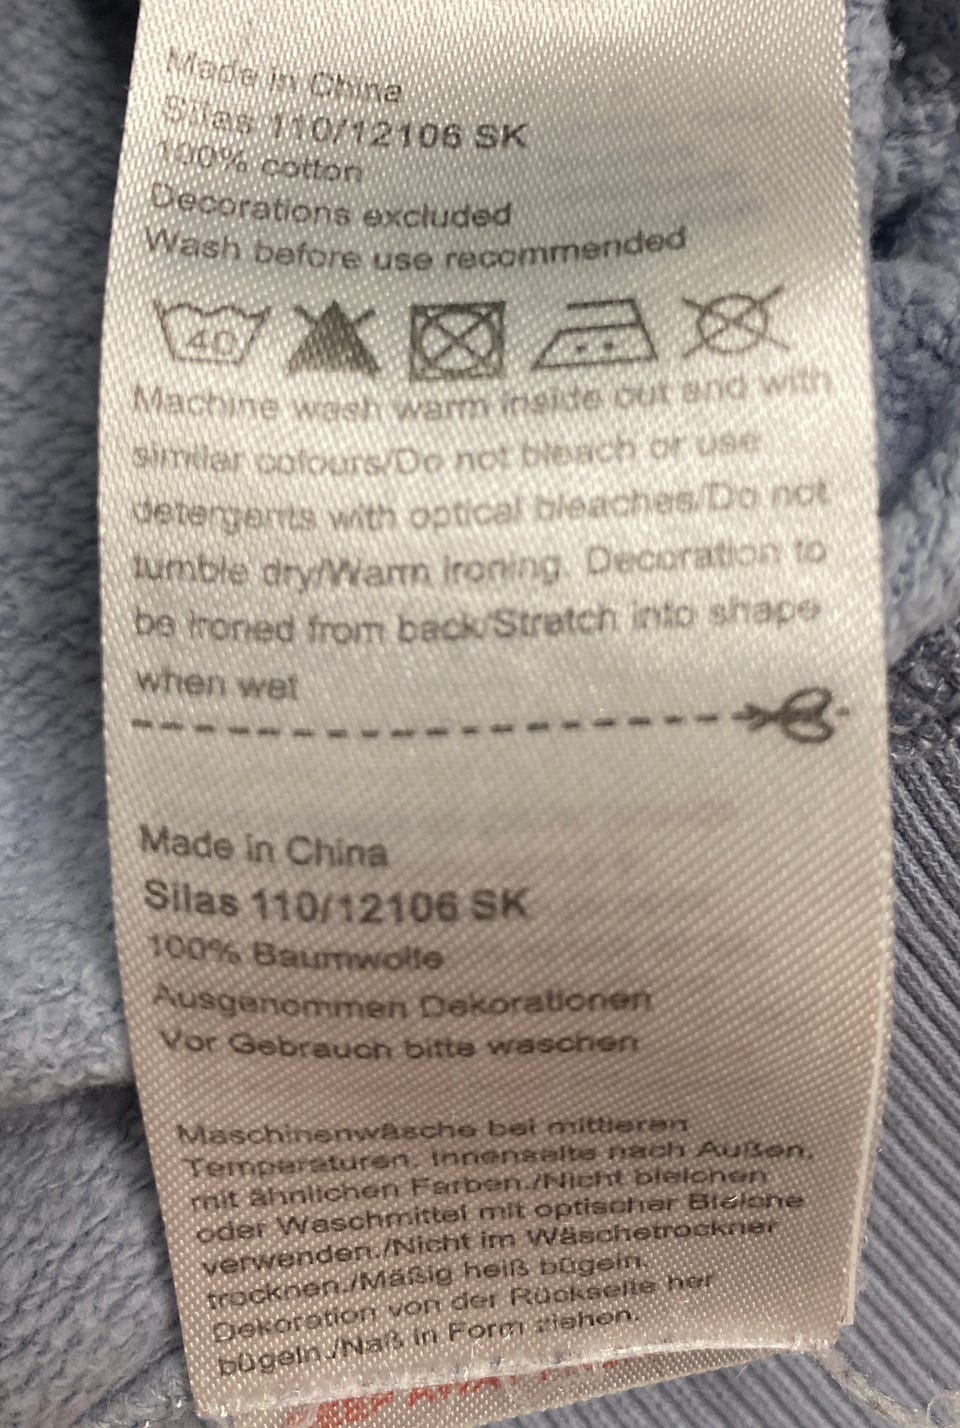 Made in China
Silas 110/12106 SK
100% cotton
Decorations excluded
Wash before use recommended
40
Machine wash warm inside out and with
similar colours/Do not bleach or use
detergents with optical bleaches/Do not
tumble dry/Warm ironing. Decoration to
be ironed from back/Stretch into shape
when wet
Made in China
Silas 110/12106 SK
100% Baumwolle
Ausgenommen Dekorationen
Vor Gebrauch bitte waschen
Maschinenwäsche bei mittleren
Temperaturen. Innenseite nach Außen,
mit ähnlichen Farben./Nicht bleichen
oder Waschmittel mit optischer Bleiche
verwenden./Nicht im Wäschetrockner
trocknen./Mäßig heiß bügeln.
Dekoration von der Rückseite her
bügeln./Naß in Form ziehen.